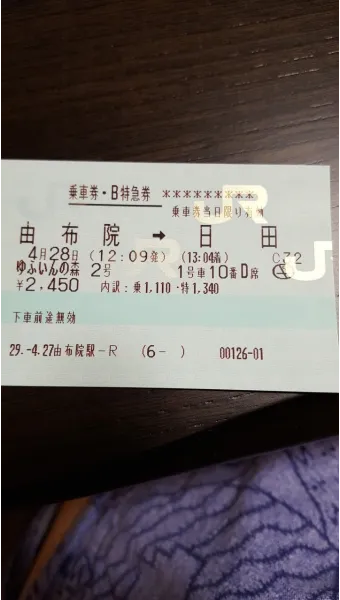 乗車券・B特急券 ＊＊＊＊＊＊＊＊＊
乗車券当日限り有効
由布院 → 日田
4月28日 (12:09発) (13:04着) C32
ゆふいんの森 2号 1号車10番D席
¥2,450 内訳:乗1,110・特1,340
下車前途無効
29.-4.27由布院駅-R (6- ) 00126-01
JR
JR
J